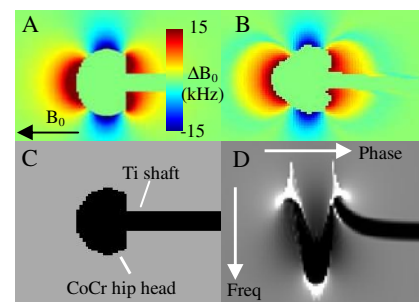 A
15
B
ΔB₀
(kHz)
B₀
-15
C
D
Phase
Ti shaft
CoCr hip head
Freq